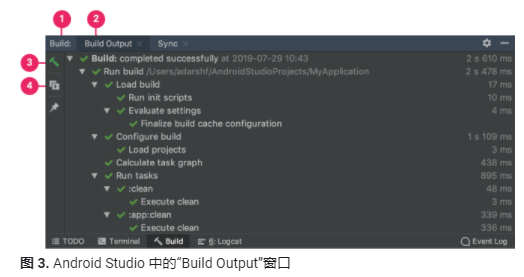 1 2
Build: Build Output × Sync ×
3
4
Build: completed successfully at 2019-07-29 10:43 2 s 610 ms
Run build /Users/adarshf/AndroidStudioProjects/MyApplication 2 s 478 ms
Load build 17 ms
Run init scripts 10 ms
Evaluate settings 4 ms
Finalize build cache configuration
Configure build 1 s 109 ms
Load projects 3 ms
Calculate task graph 438 ms
Run tasks 895 ms
:clean 48 ms
Execute clean 3 ms
:app:clean 339 ms
Execute clean 336 ms
TODO Terminal Build 6: Logcat Event Log
图 3. Android Studio 中的“Build Output”窗口